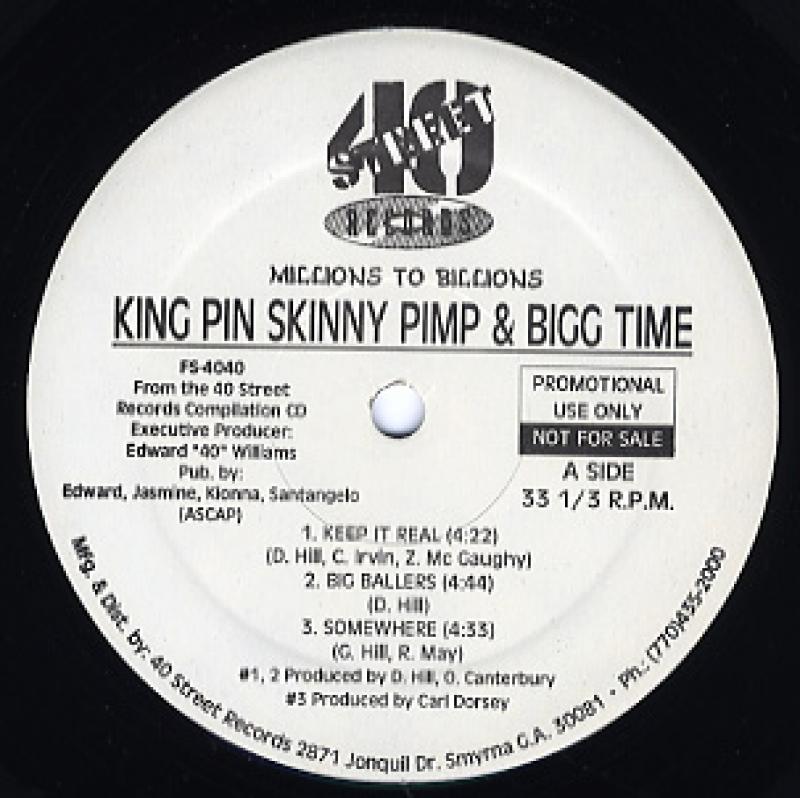 40
STREET
RECORDS
MILLIONS TO BILLIONS
KING PIN SKINNY PIMP & BIGG TIME
FS-4040
From the 40 Street
Records Compilation CD
Executive Producer:
Edward "40" Williams
Pub. by:
Edward, Jasmine, Kionna, Santangelo
(ASCAP)
PROMOTIONAL
USE ONLY
NOT FOR SALE
A SIDE
33 1/3 R.P.M.
1. KEEP IT REAL (4:22)
(D. Hill, C. Irvin, Z. Mc Gaughy)
2. BIG BALLERS (4:44)
(D. Hill)
3. SOMEWHERE (4:33)
(G. Hill, R. May)
#1, 2 Produced by D. Hill, O. Canterbury
#3 Produced by Carl Dorsey
Mfg. & Dist. by: 40 Street Records 2871 Jonquil Dr. Smyrna G.A. 30081 • Ph.: (770)435-2000